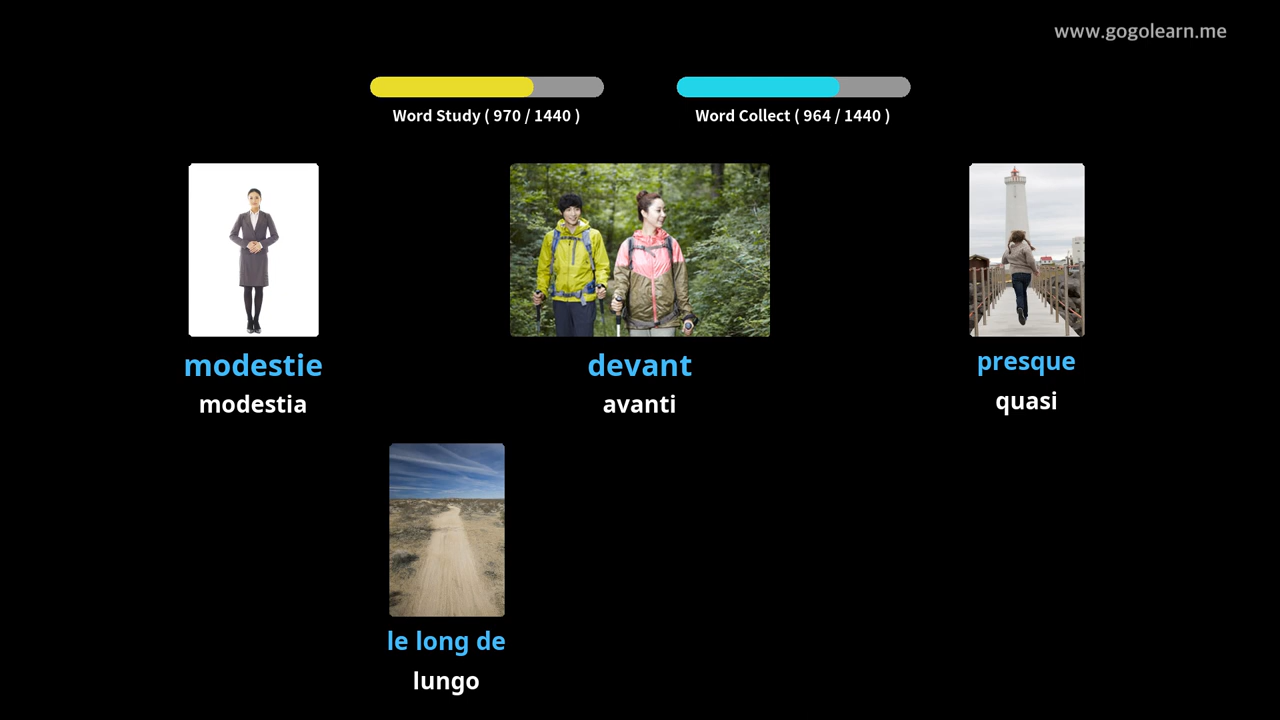 www.gogolearn.me
Word Study ( 970 / 1440 )
Word Collect ( 964 / 1440 )
modestie
modestia
devant
avanti
presque
quasi
le long de
lungo